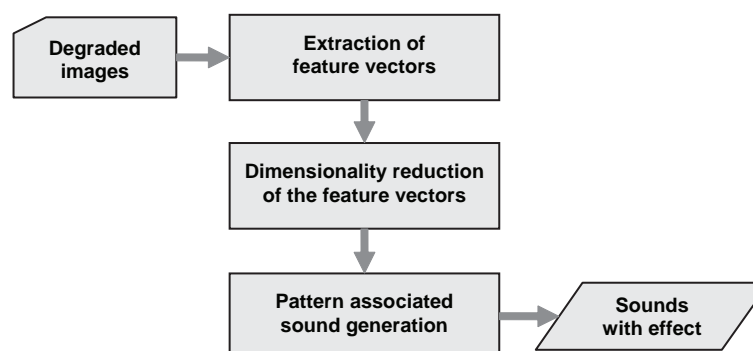 Degraded
images
Extraction of
feature vectors
Dimensionality reduction
of the feature vectors
Pattern associated
sound generation
Sounds
with effect